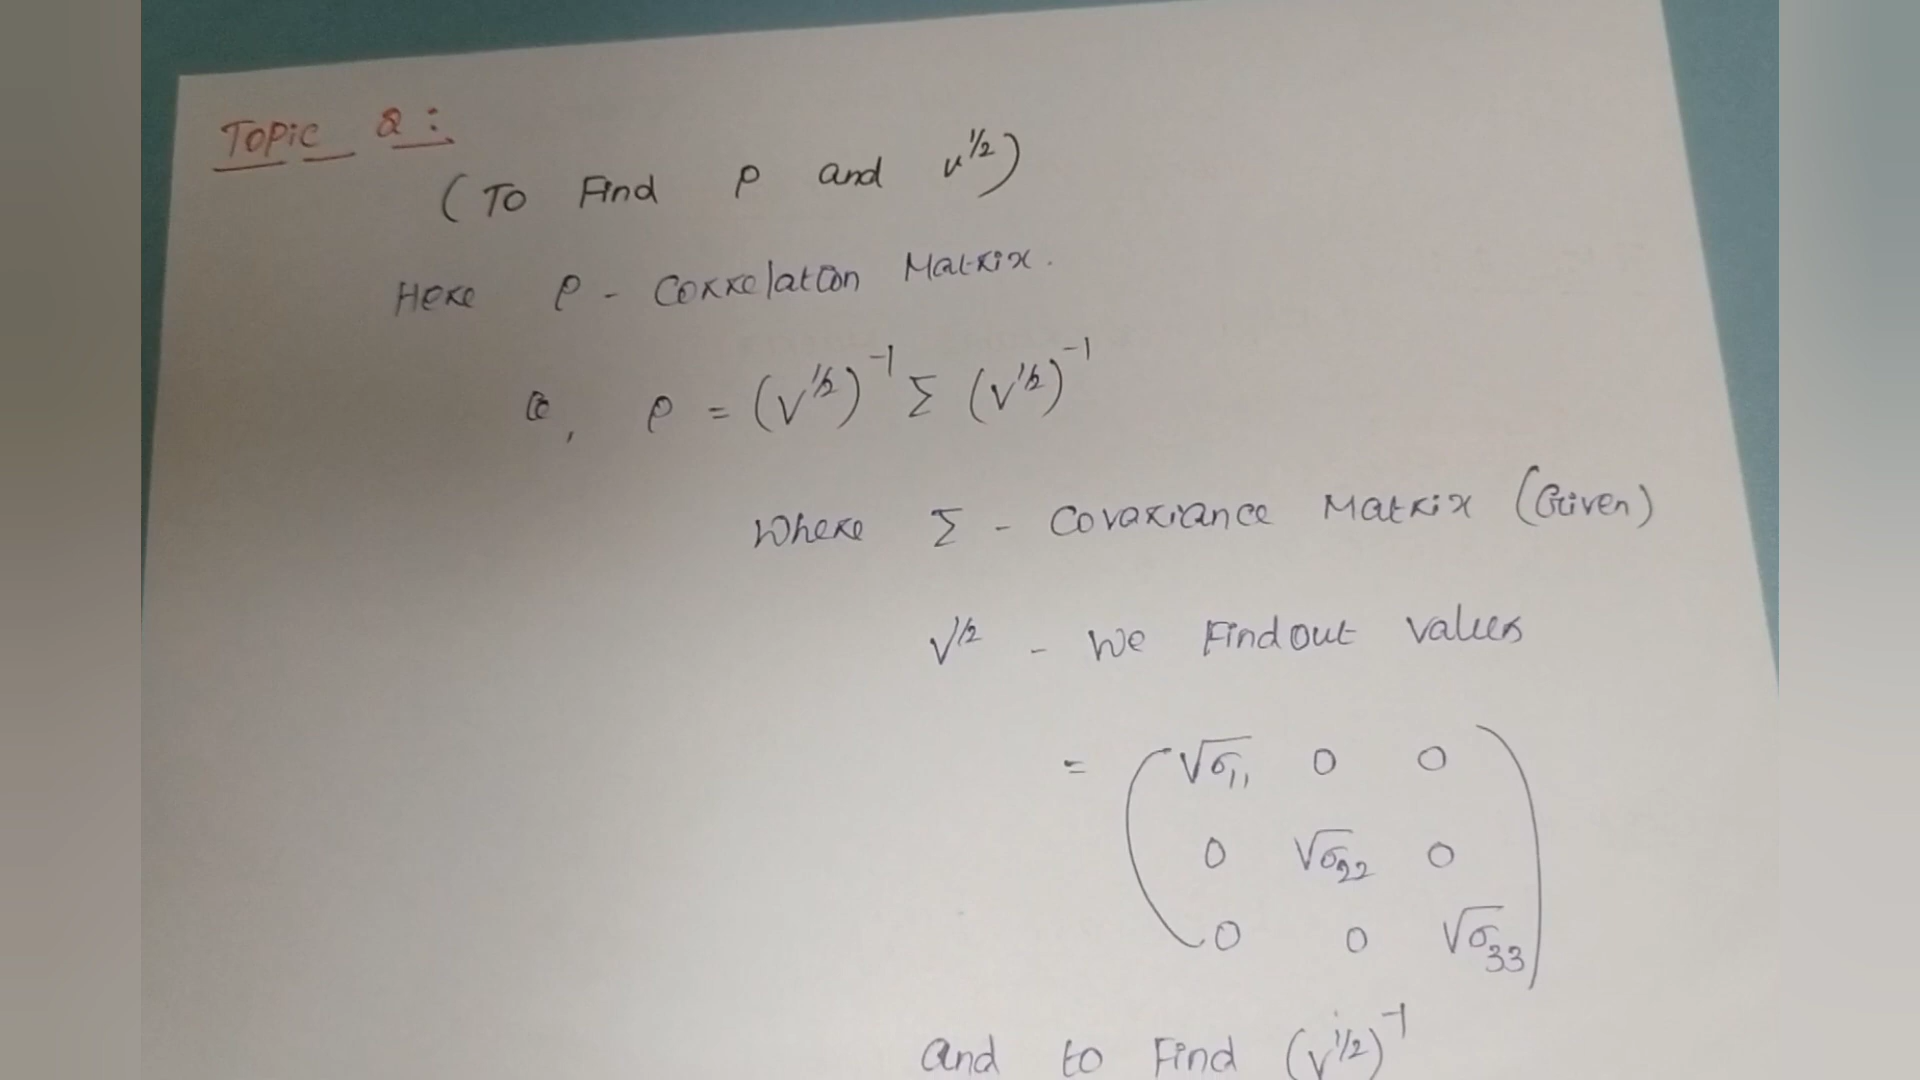 Topic 2:
(To Find ρ and v^1/2)
Here ρ - Correlation Matrix.
ρ = (V^1/2)^-1 Σ (V^1/2)^-1
Where Σ - Covariance Matrix (Given)
V^1/2 - We Find out Values
= (√σ11 0 0
0 √σ22 0
0 0 √σ33)
and to Find (V^1/2)^-1